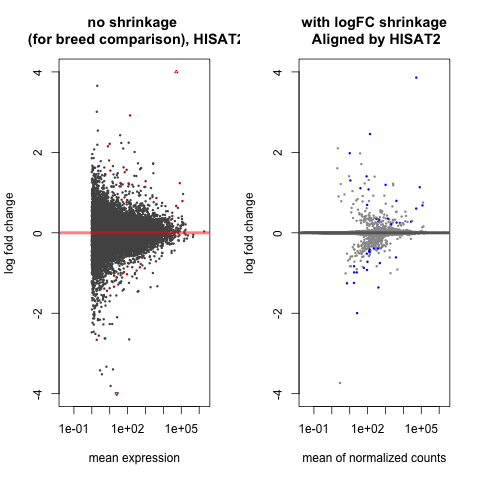 no shrinkage
(for breed comparison), HISAT2
log fold change
4
2
0
-2
-4
1e-01
1e+02
1e+05
mean expression
with logFC shrinkage
Aligned by HISAT2
log fold change
4
2
0
-2
-4
1e-01
1e+02
1e+05
mean of normalized counts